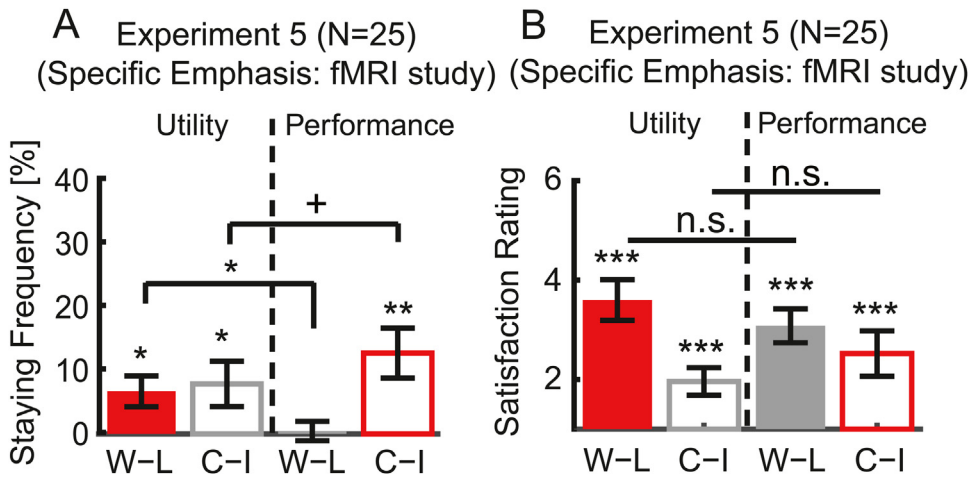 A
Experiment 5 (N=25)
(Specific Emphasis: fMRI study)
Utility
Performance
Staying Frequency [%]
40
30
20
10
0
+
*
*
*
**
W–L
C–I
W–L
C–I
B
Experiment 5 (N=25)
(Specific Emphasis: fMRI study)
Utility
Performance
Satisfaction Rating
6
4
2
n.s.
n.s.
***
***
***
***
W–L
C–I
W–L
C–I